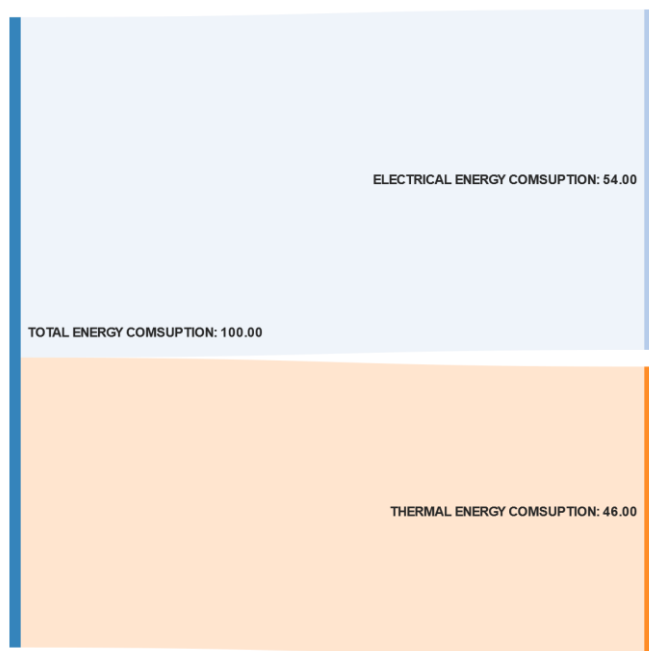 ELECTRICAL ENERGY COMSUPTION: 54.00
TOTAL ENERGY COMSUPTION: 100.00
THERMAL ENERGY COMSUPTION: 46.00